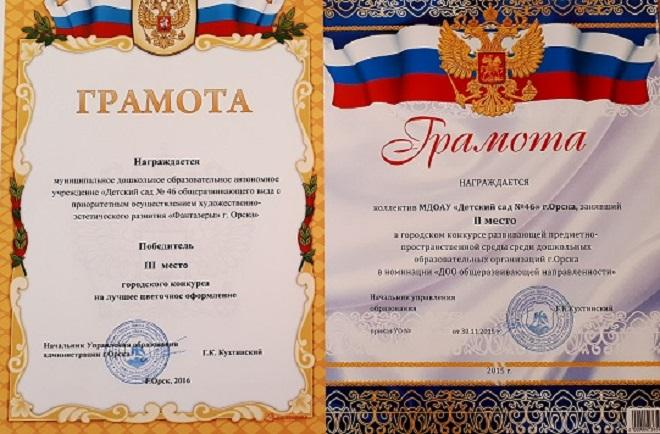 ГРАМОТА
Награждается
муниципальное дошкольное образовательное автономное
учреждение «Детский сад № 46 общеразвивающего вида с
приоритетным осуществлением художественно-
эстетического развития «Фантазеры» г. Орска»
Победитель
III место
городского конкурса
на лучшее цветочное оформление
Начальник Управления образования
администрации г.Орска
Г.К. Кухтинский
г.Орск, 2016
Грамота
НАГРАЖДАЕТСЯ
коллектив МДОАУ «Детский сад №46» г.Орска, занявший
II место
в городском конкурсе развивающей предметно-
пространственной среды среди дошкольных
образовательных организаций г.Орска
в номинации «ДОО общеразвивающей направленности»
Начальник управления
образования
Г.К.Кухтинский
приказ
от 30.11.2015 г.
2015 г.